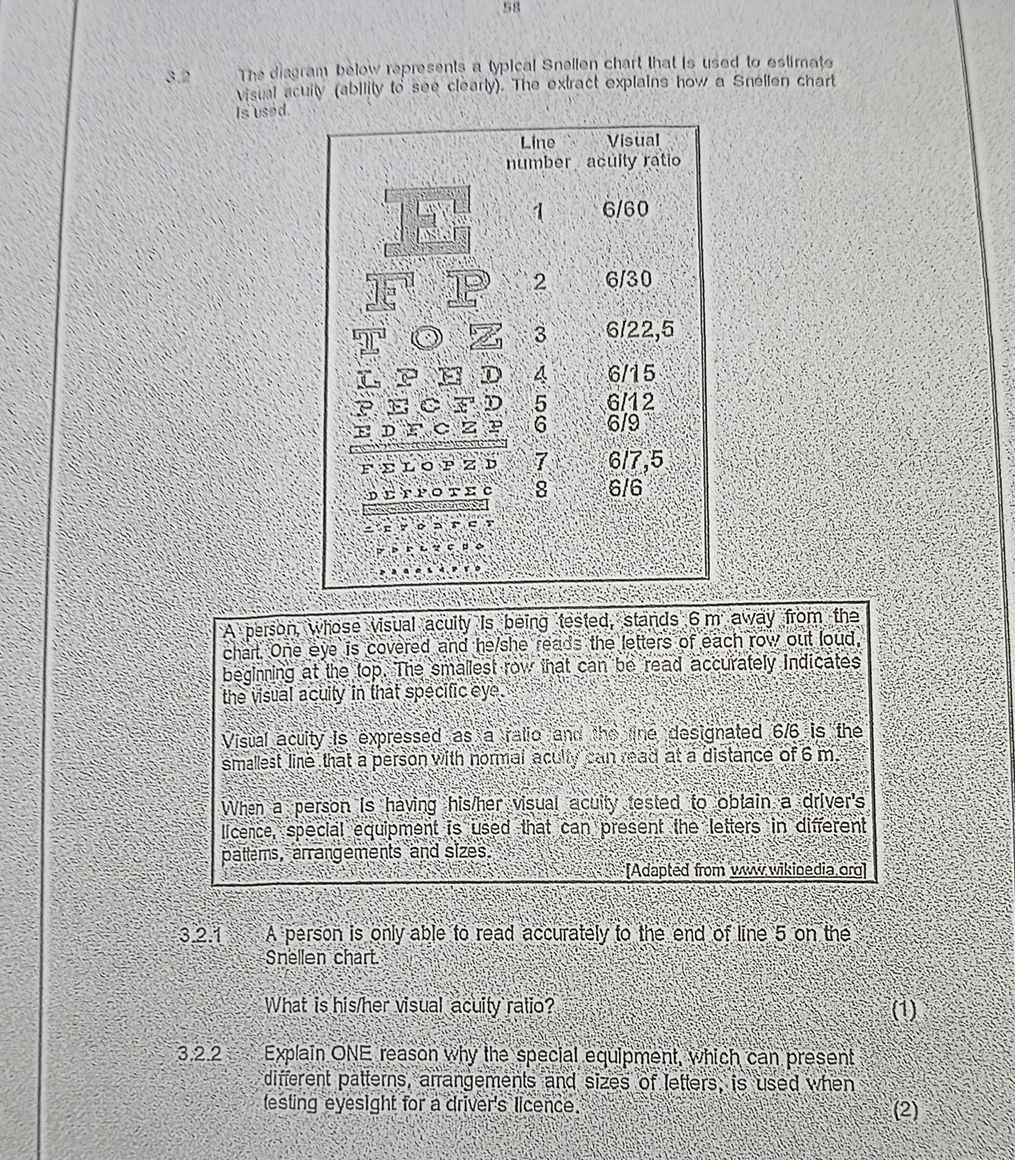 58
3.2 The diagram below represents a typical Snellen chart that is used to estimate
visual acuity (ability to see clearly). The extract explains how a Snellen chart
is used.
Line Visual
number acuity ratio
E 1 6/60
F P 2 6/30
T O Z 3 6/22,5
L P E D 4 6/15
P E C F D 5 6/12
E D F C Z P 6 6/9
F E L O P Z D 7 6/7,5
D E F P O T E C 8 6/6
A person, whose visual acuity is being tested, stands 6 m away from the
chart. One eye is covered and he/she reads the letters of each row out loud,
beginning at the top. The smallest row that can be read accurately indicates
the visual acuity in that specific eye.
Visual acuity is expressed as a ratio and the line designated 6/6 is the
smallest line that a person with normal acuity can read at a distance of 6 m.
When a person is having his/her visual acuity tested to obtain a driver's
licence, special equipment is used that can present the letters in different
patterns, arrangements and sizes.
[Adapted from www.wikipedia.org]
3.2.1 A person is only able to read accurately to the end of line 5 on the
Snellen chart.
What is his/her visual acuity ratio? (1)
3.2.2 Explain ONE reason why the special equipment, which can present
different patterns, arrangements and sizes of letters, is used when
testing eyesight for a driver's licence. (2)